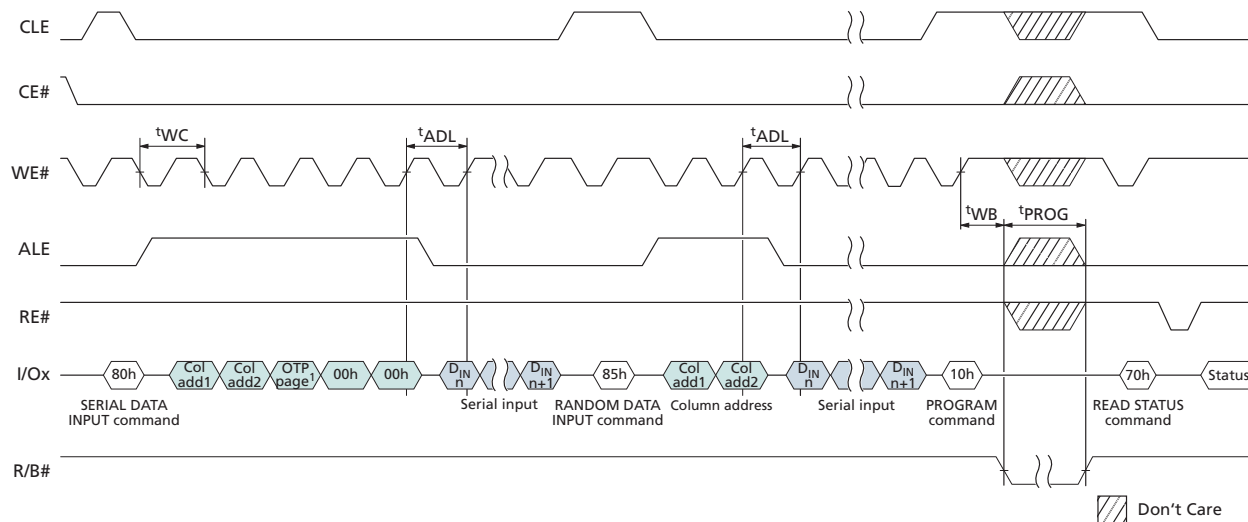 CLE
CE#
tWC
tADL
tADL
WE#
tWB
tPROG
ALE
RE#
I/Ox
80h
Col add1
Col add2
OTP page1
00h
00h
DIN n
DIN n+1
85h
Col add1
Col add2
DIN n
DIN n+1
10h
70h
Status
SERIAL DATA
INPUT command
Serial input
RANDOM DATA
INPUT command
Column address
Serial input
PROGRAM
command
READ STATUS
command
R/B#
Don't Care